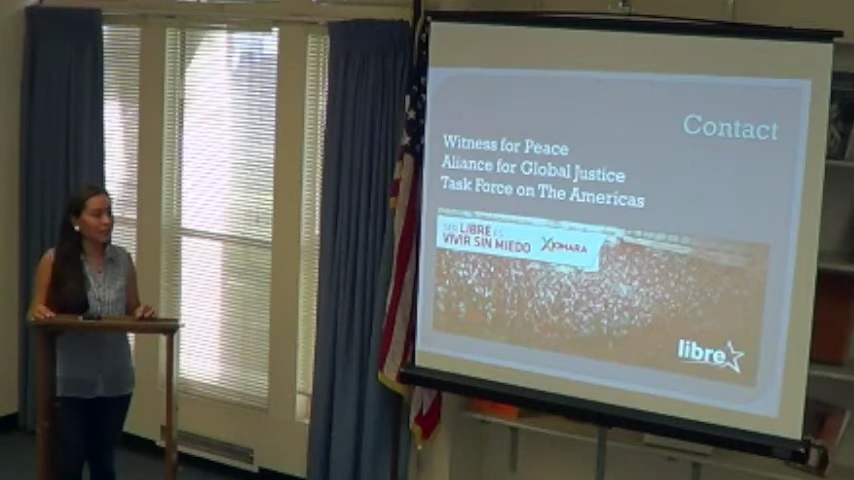 Contact
Witness for Peace
Aliance for Global Justice
Task Force on The Americas
SER LIBRE ES
VIVIR SIN MIEDO
XIOMARA
libre